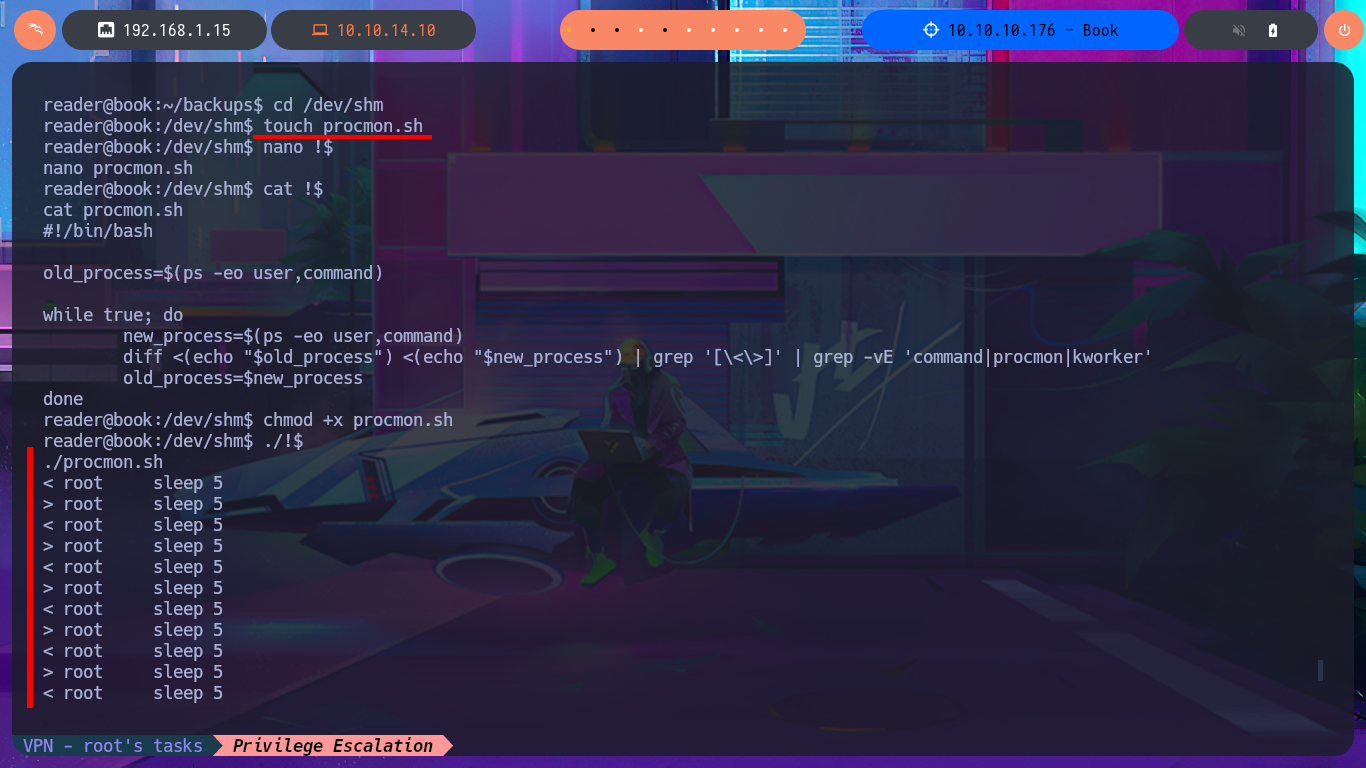 192.168.1.15
10.10.14.10
10.10.10.176 - Book
reader@book:~/backups$ cd /dev/shm
reader@book:/dev/shm$ touch procmon.sh
reader@book:/dev/shm$ nano !$
nano procmon.sh
reader@book:/dev/shm$ cat !$
cat procmon.sh
#!/bin/bash
old_process=$(ps -eo user,command)
while true; do
new_process=$(ps -eo user,command)
diff <(echo "$old_process") <(echo "$new_process") | grep '[\<\>]' | grep -vE 'command|procmon|kworker'
old_process=$new_process
done
reader@book:/dev/shm$ chmod +x procmon.sh
reader@book:/dev/shm$ ./!$
./procmon.sh
< root     sleep 5
> root     sleep 5
< root     sleep 5
> root     sleep 5
< root     sleep 5
> root     sleep 5
< root     sleep 5
> root     sleep 5
< root     sleep 5
> root     sleep 5
< root     sleep 5
VPN - root's tasks Privilege Escalation